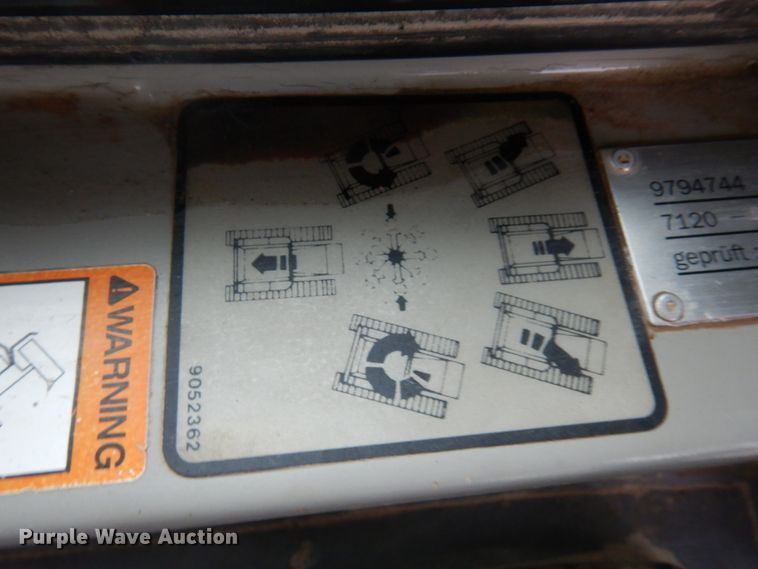 9794744
7120 -
geprüft
WARNING
9052362
Purple Wave Auction